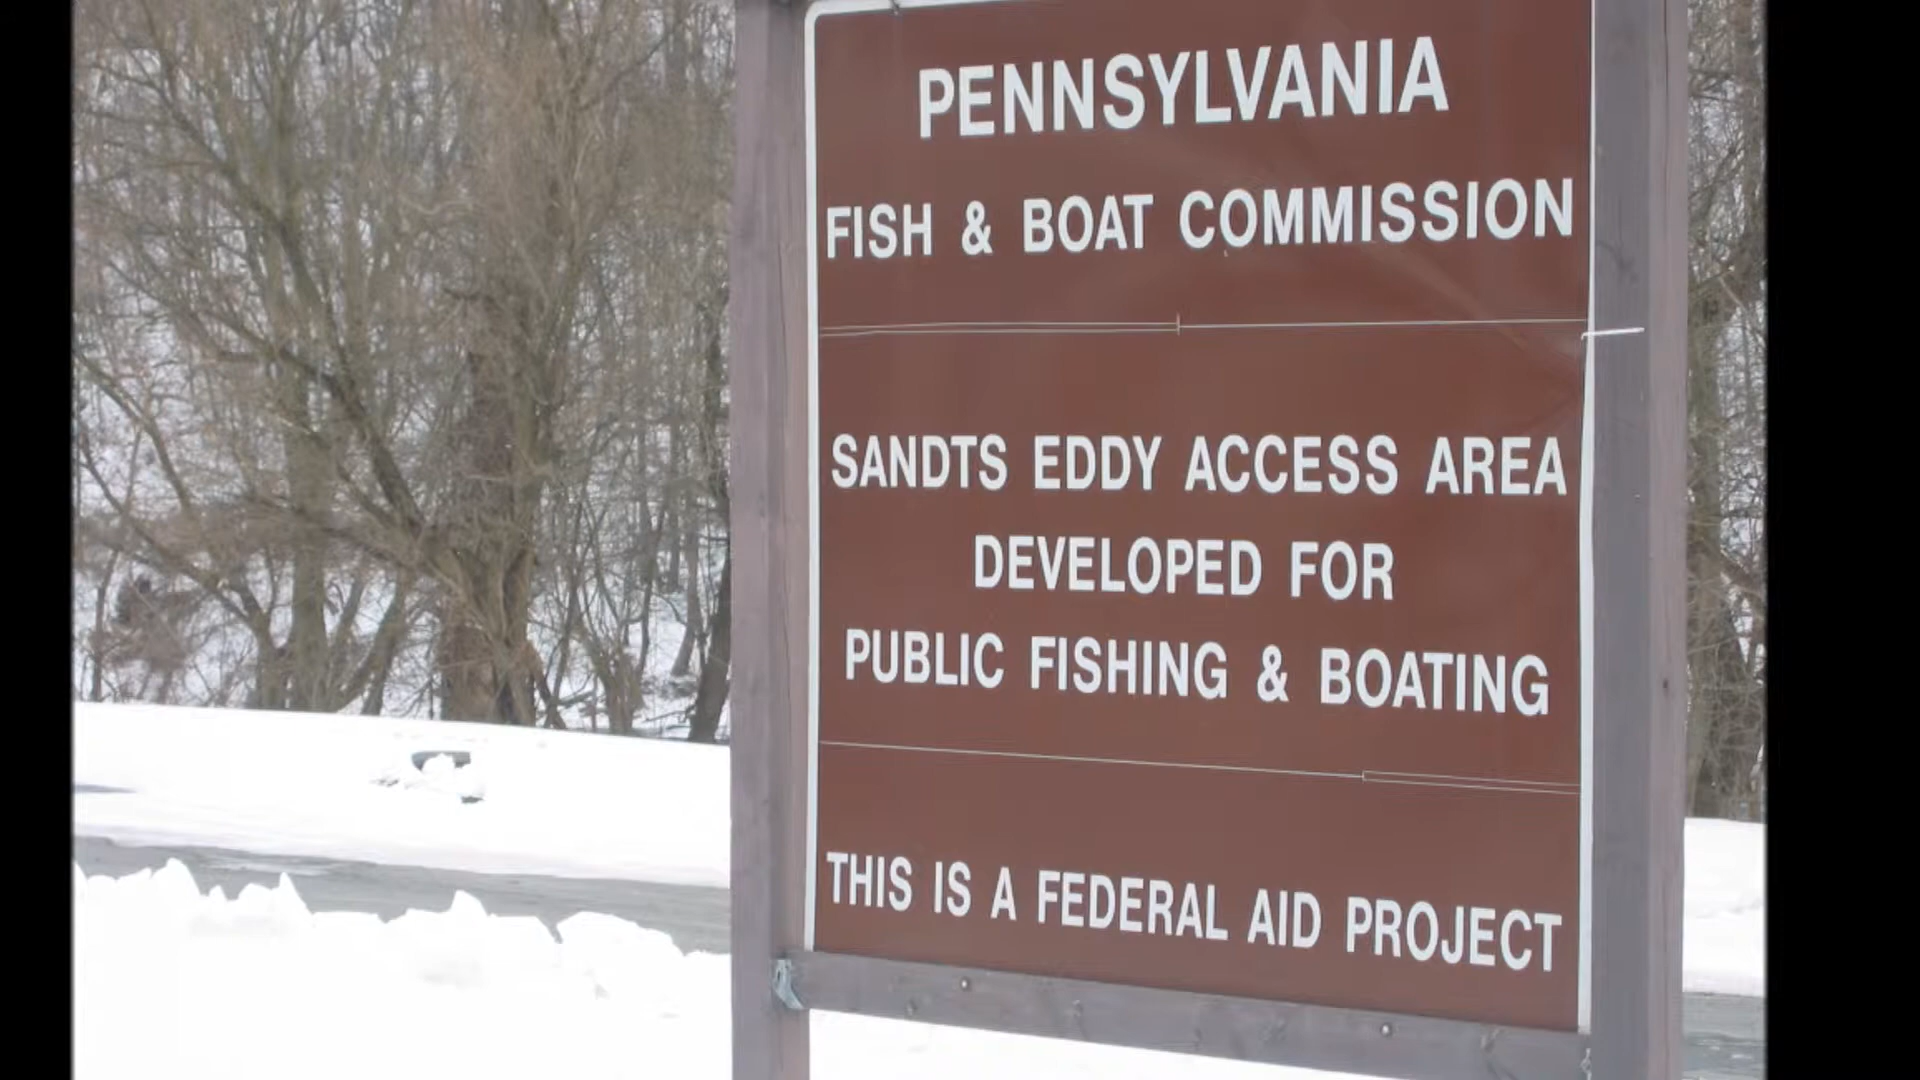 PENNSYLVANIA
FISH & BOAT COMMISSION
SANDTS EDDY ACCESS AREA
DEVELOPED FOR
PUBLIC FISHING & BOATING
THIS IS A FEDERAL AID PROJECT